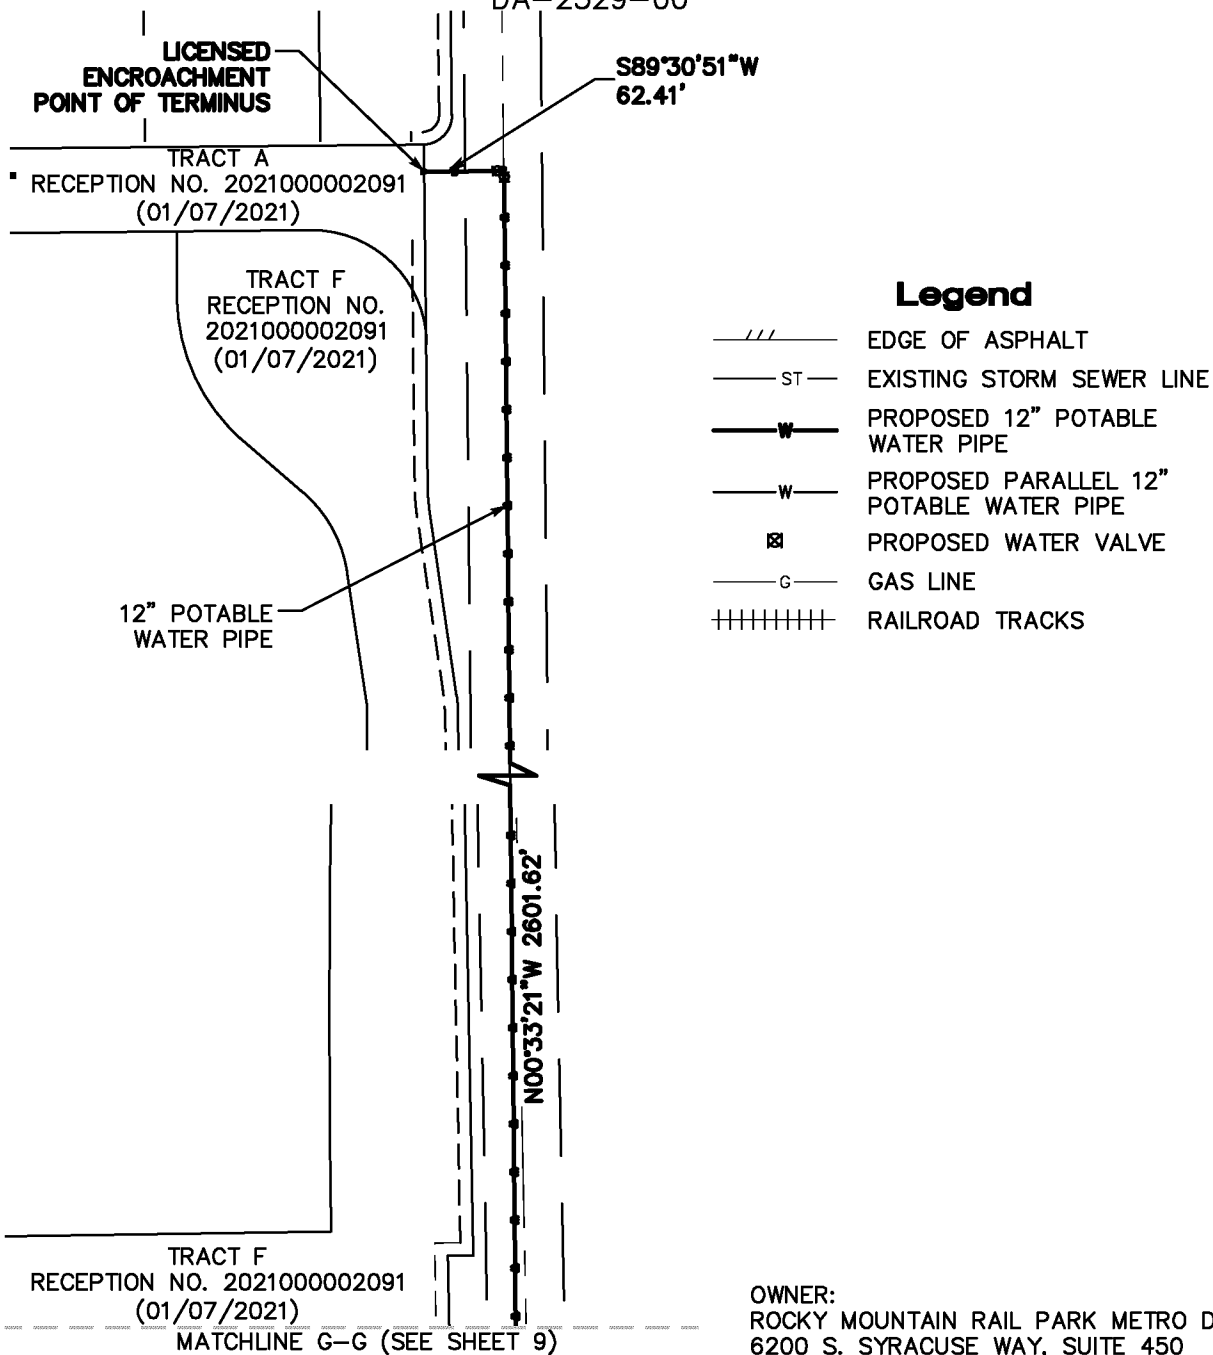 DA-2529-00
LICENSED
ENCROACHMENT
POINT OF TERMINUS
S89°30'51"W
62.41'
TRACT A
RECEPTION NO. 2021000002091
(01/07/2021)
TRACT F
RECEPTION NO.
2021000002091
(01/07/2021)
Legend
EDGE OF ASPHALT
ST
EXISTING STORM SEWER LINE
W
PROPOSED 12" POTABLE
WATER PIPE
W
PROPOSED PARALLEL 12"
POTABLE WATER PIPE
PROPOSED WATER VALVE
G
GAS LINE
RAILROAD TRACKS
12" POTABLE
WATER PIPE
N00°33'21"W 2601.62'
TRACT F
RECEPTION NO. 2021000002091
(01/07/2021)
MATCHLINE G-G (SEE SHEET 9)
OWNER:
ROCKY MOUNTAIN RAIL PARK METRO D
6200 S. SYRACUSE WAY, SUITE 450